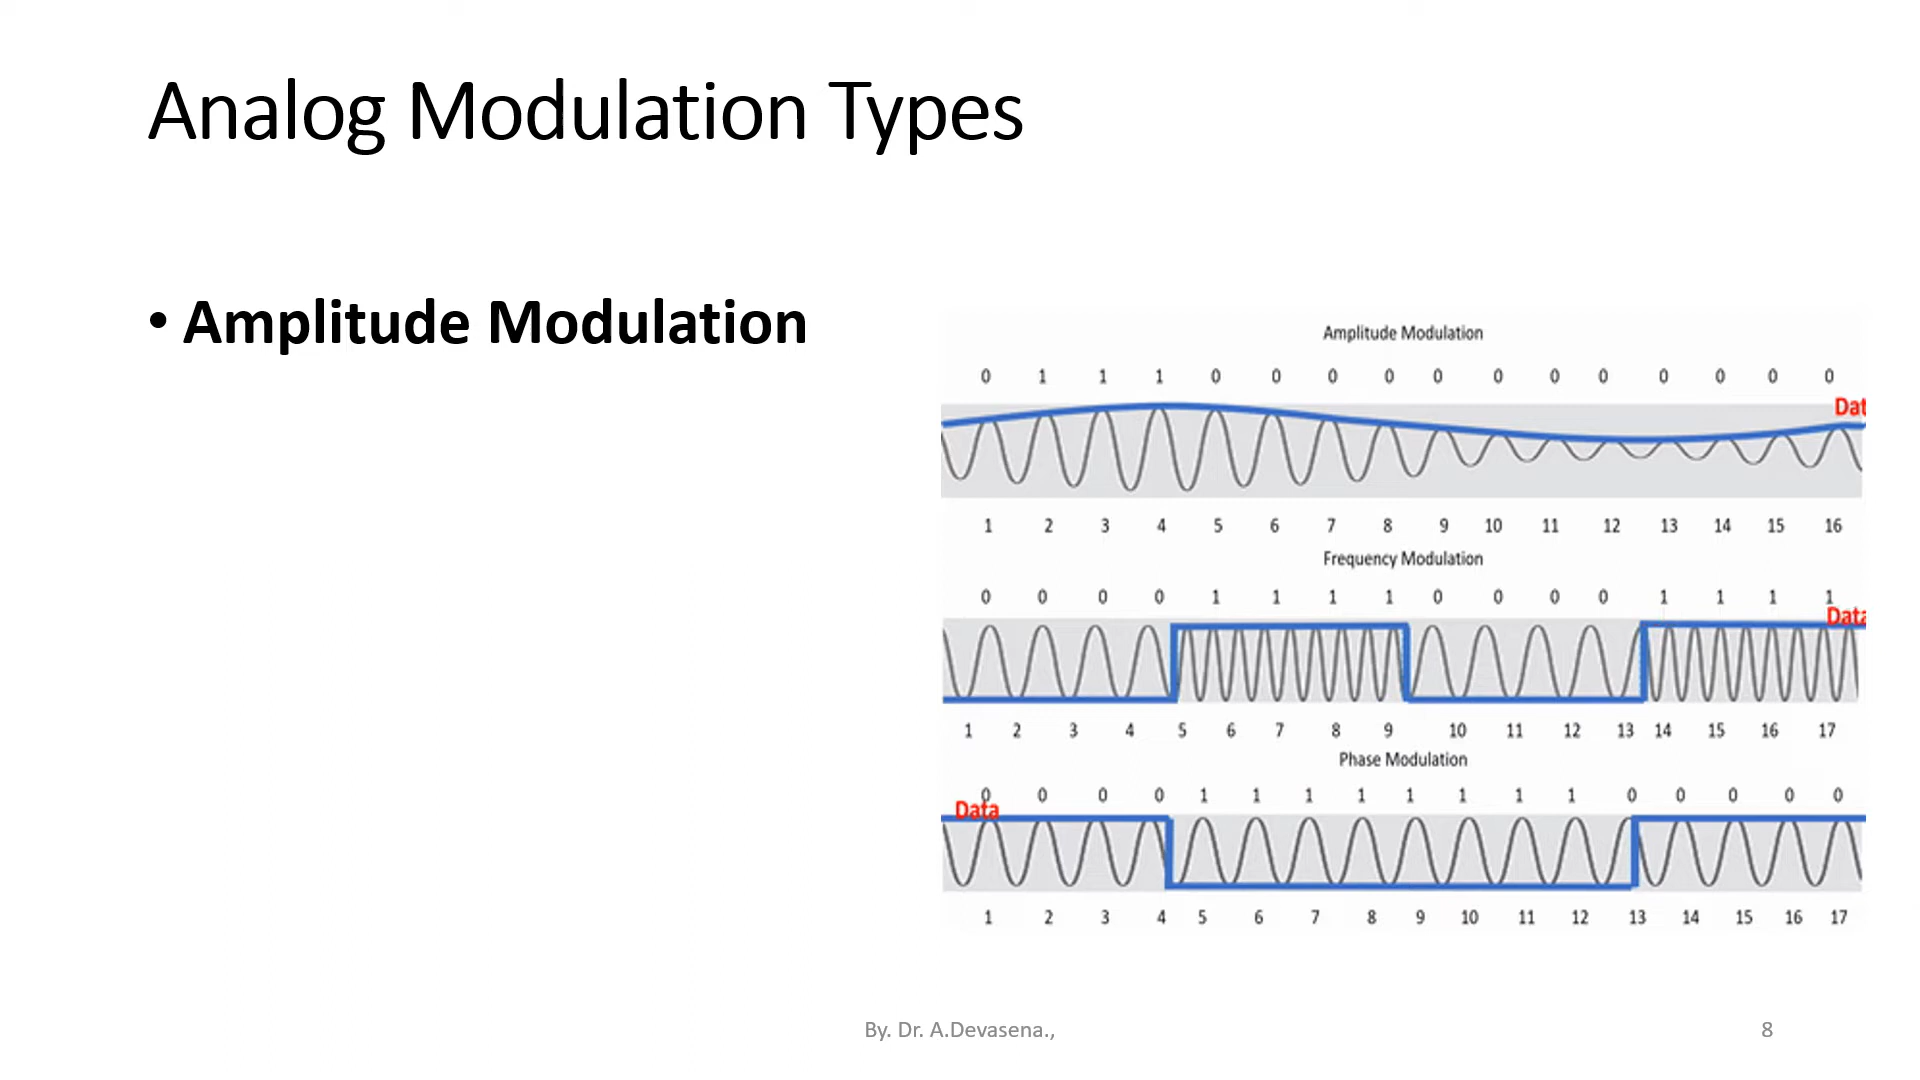 Analog Modulation Types
• Amplitude Modulation
Amplitude Modulation
0 1 1 1 0 0 0 0 0 0 0 0 0 0 0 0
Dat
1 2 3 4 5 6 7 8 9 10 11 12 13 14 15 16
Frequency Modulation
0 0 0 0 1 1 1 1 0 0 0 0 1 1 1 1
Data
1 2 3 4 5 6 7 8 9 10 11 12 13 14 15 16 17
Phase Modulation
0 0 0 0 1 1 1 1 1 1 1 1 0 0 0 0 0
Data
1 2 3 4 5 6 7 8 9 10 11 12 13 14 15 16 17
By. Dr. A.Devasena.,
8